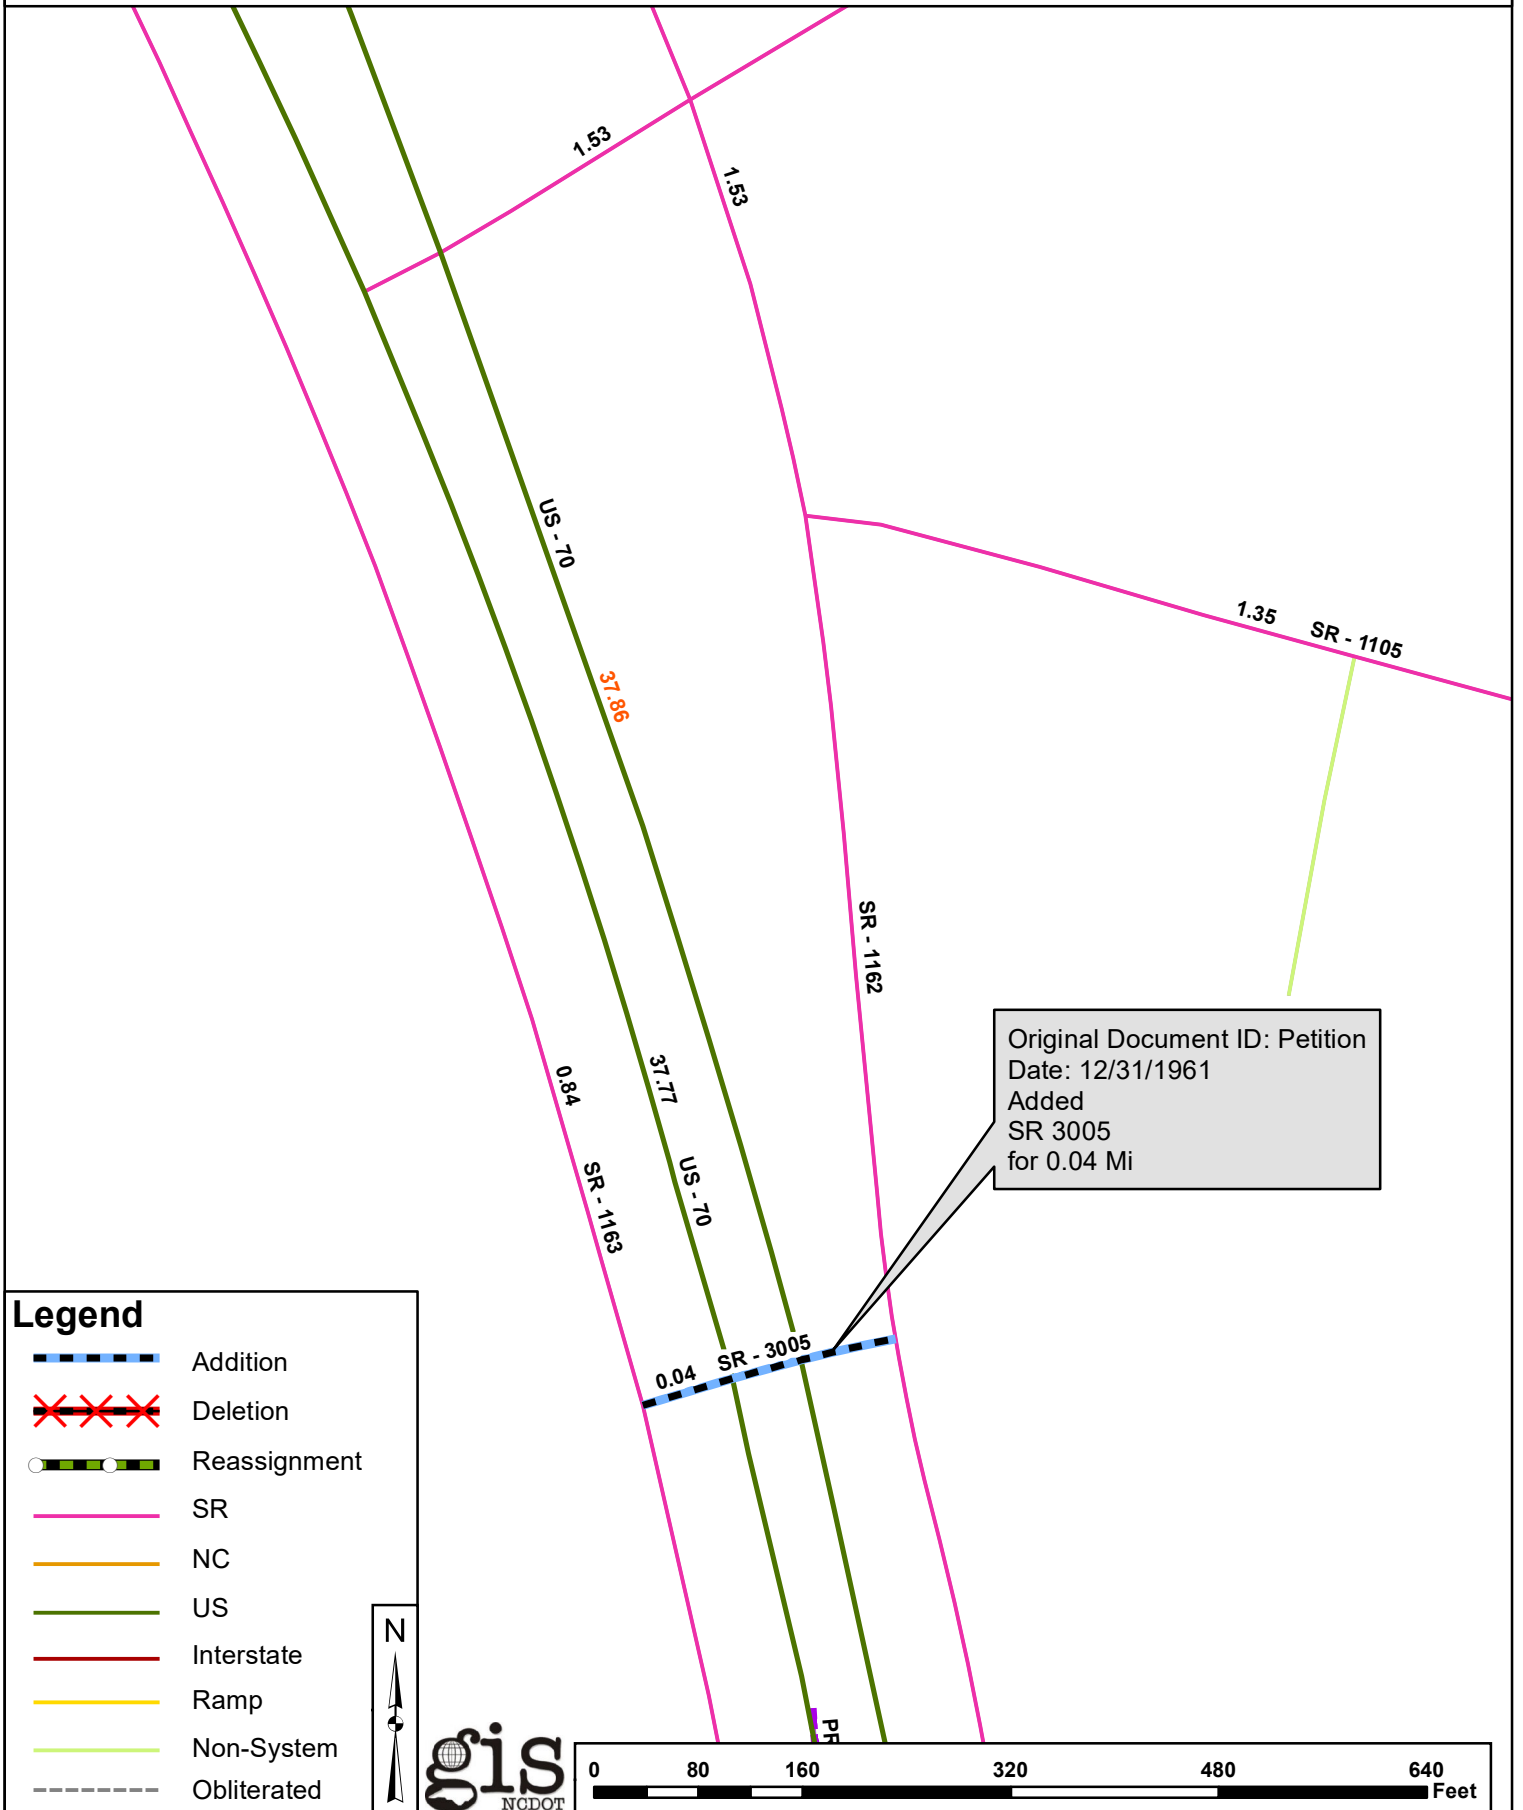 1.53
1.53
US - 70
37.86
1.35
SR - 1105
SR - 1162
Original Document ID: Petition
Date: 12/31/1961
Added
SR 3005
for 0.04 Mi
37.77
0.84
US - 70
SR - 1163
0.04
SR - 3005
Legend
Addition
Deletion
Reassignment
SR
NC
US
Interstate
Ramp
Non-System
Obliterated
N
gis
NCDOT
PR
0
80
160
320
480
640
Feet